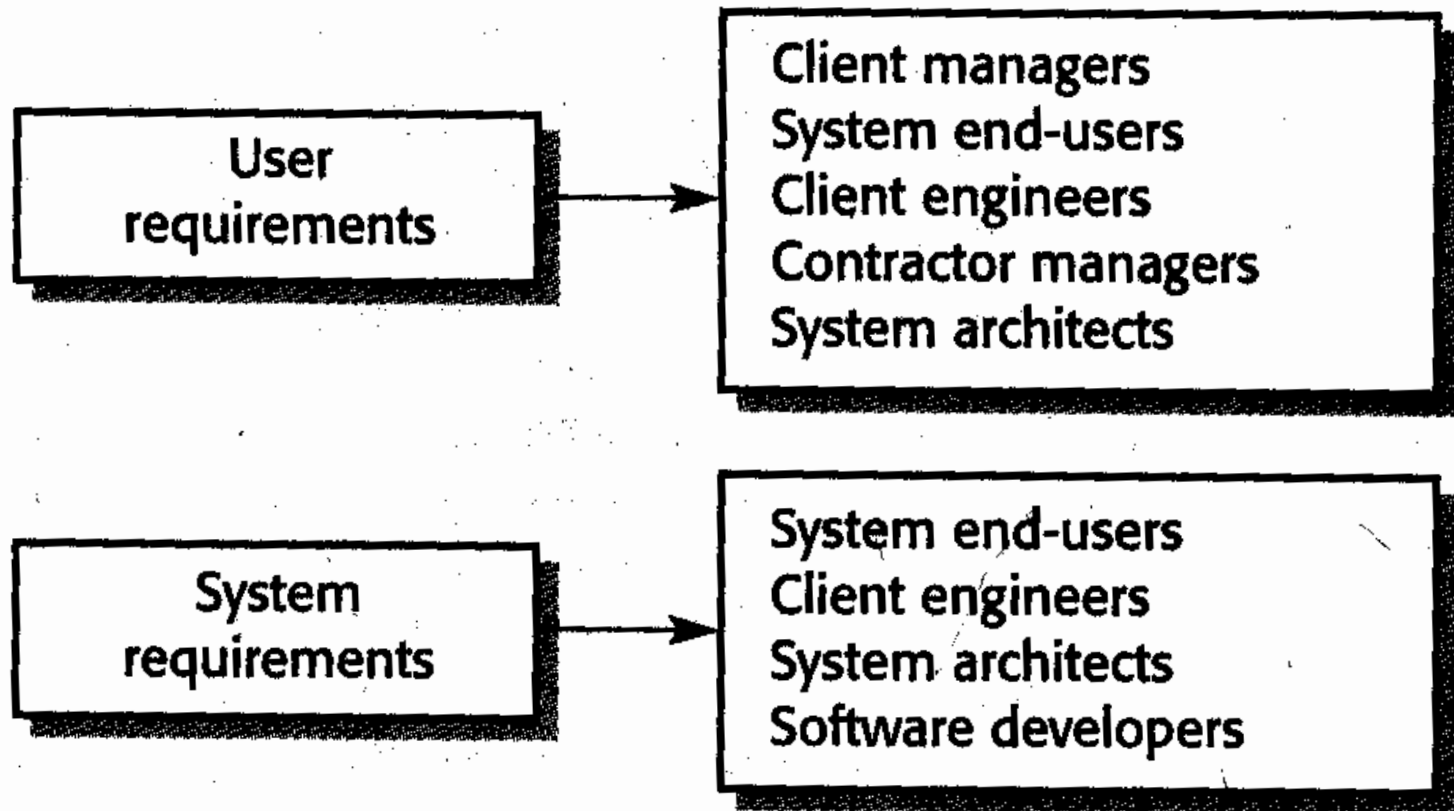 User
requirements
Client managers
System end-users
Client engineers
Contractor managers
System architects
System
requirements
System end-users
Client engineers
System architects
Software developers